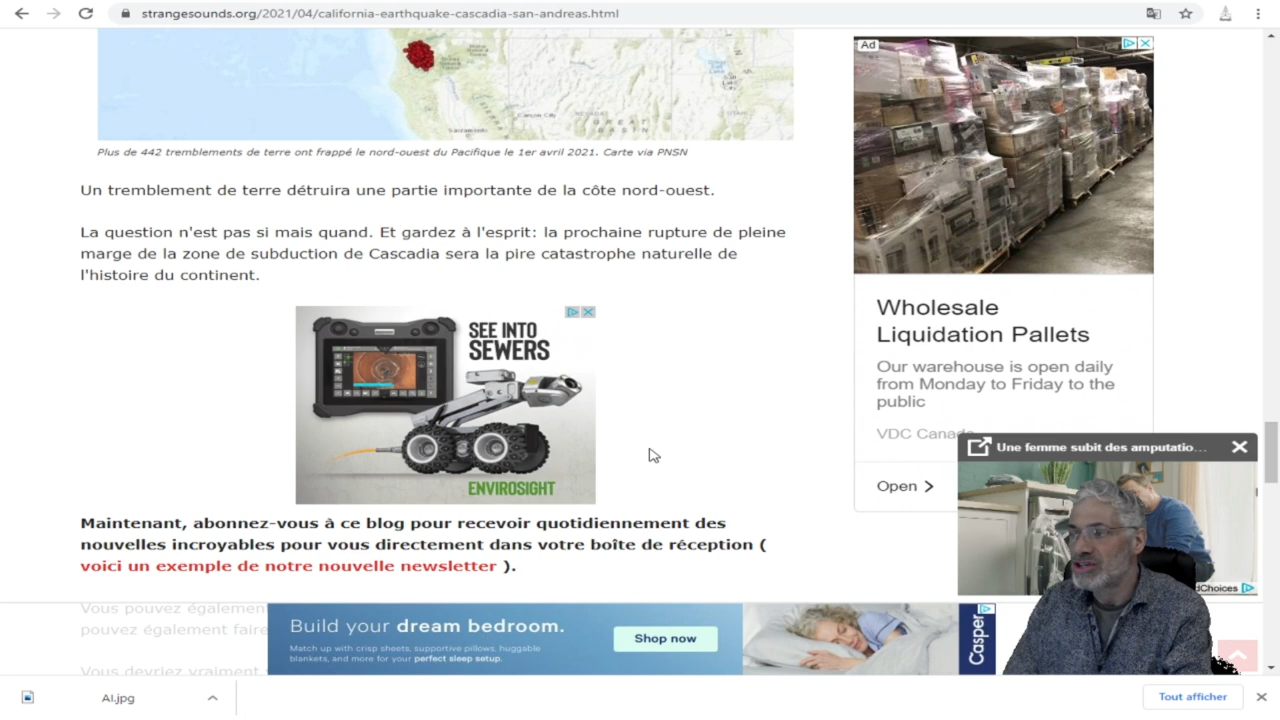 strangesounds.org/2021/04/california-earthquake-cascadia-san-andreas.html
Carson City
NEVADA
GREAT
BASIN
UTAH
Sacramento
Plus de 442 tremblements de terre ont frappé le nord-ouest du Pacifique le 1er avril 2021. Carte via PNSN
Un tremblement de terre détruira une partie importante de la côte nord-ouest.
La question n'est pas si mais quand. Et gardez à l'esprit: la prochaine rupture de pleine
marge de la zone de subduction de Cascadia sera la pire catastrophe naturelle de
l'histoire du continent.
SEE INTO
SEWERS
ENVIROSIGHT
Maintenant, abonnez-vous à ce blog pour recevoir quotidiennement des
nouvelles incroyables pour vous directement dans votre boîte de réception (
voici un exemple de notre nouvelle newsletter ).
Vous pouvez également
pouvez également faire
Vous devriez vraiment
Ad
Wholesale
Liquidation Pallets
Our warehouse is open daily
from Monday to Friday to the
public
VDC Canada
Open
Une femme subit des amputatio...
dChoices
Build your dream bedroom.
Match up with crisp sheets, supportive pillows, huggable
blankets, and more for your perfect sleep setup.
Shop now
Casper
AI.jpg
Tout afficher